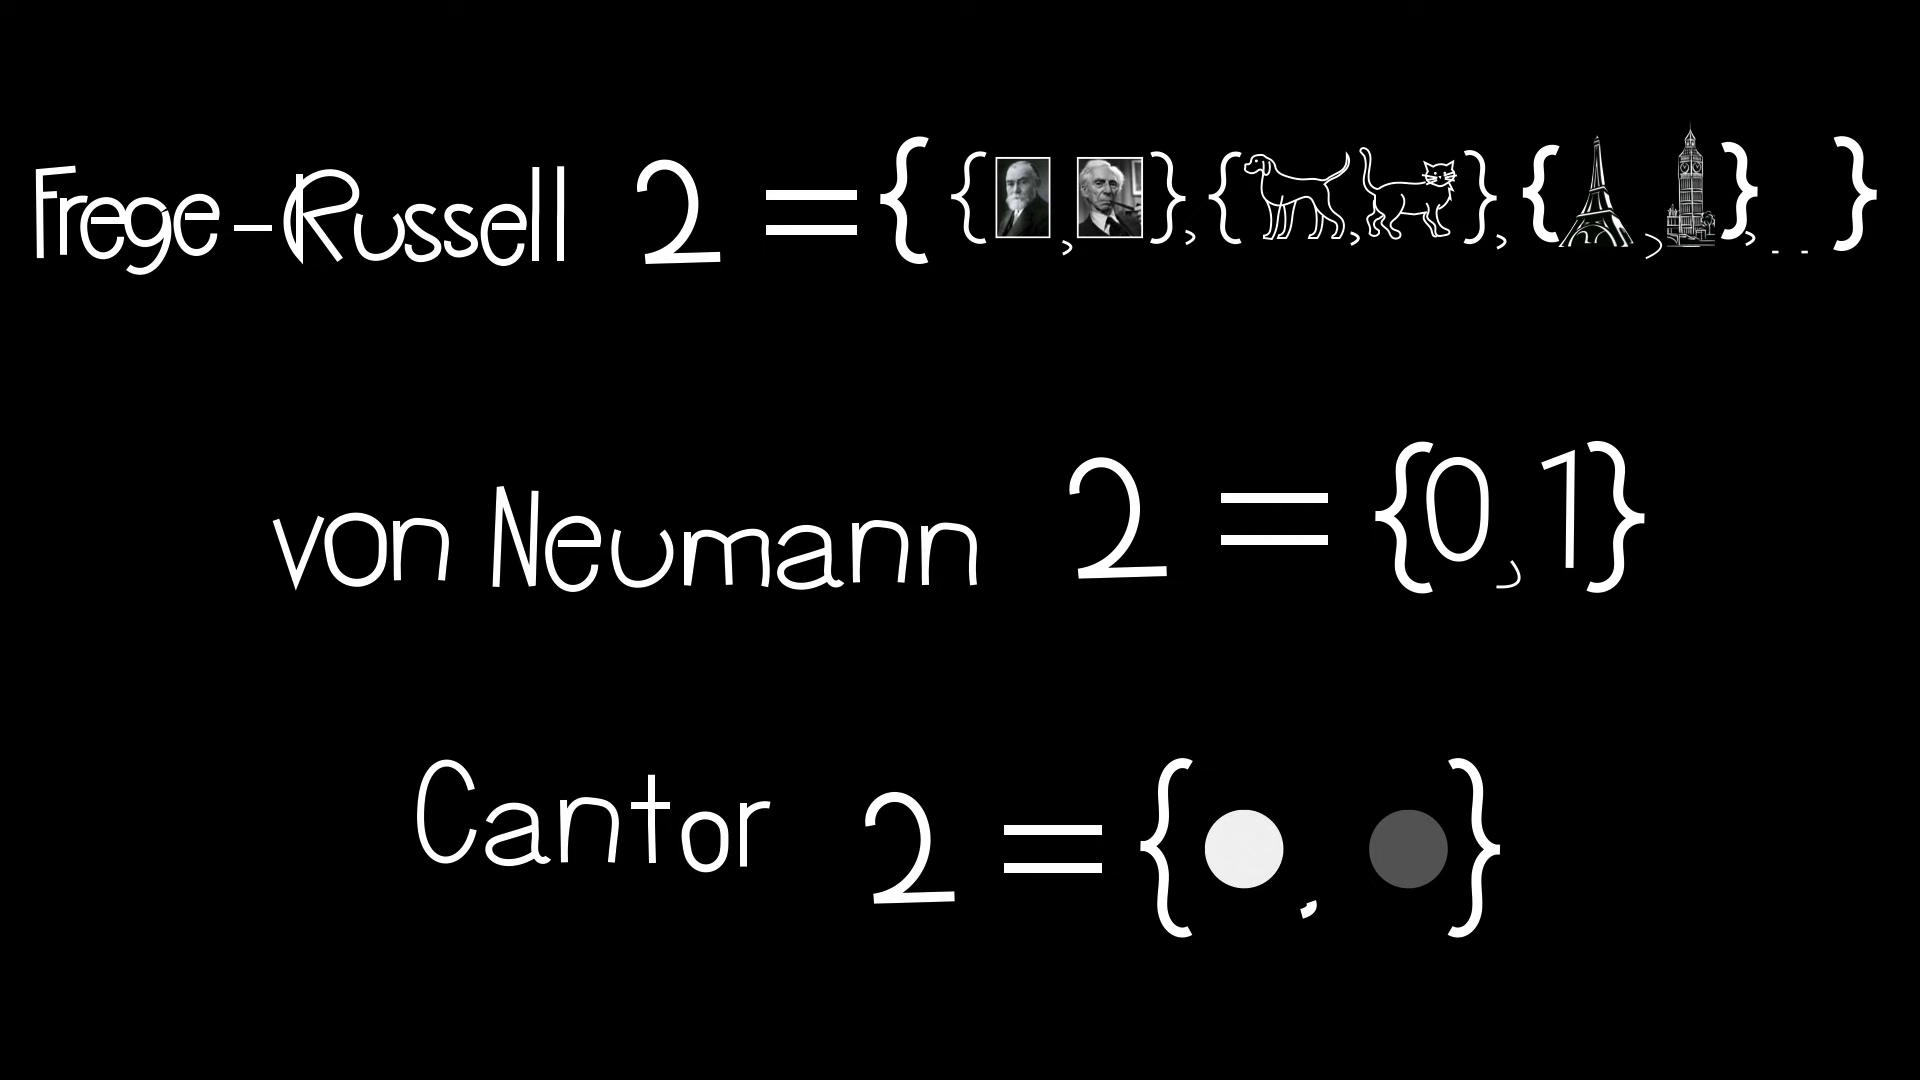 Frege-Russell 2 = { { , }, { , }, { , }, - - }
von Neumann 2 = {0,1}
Cantor 2 = { , }